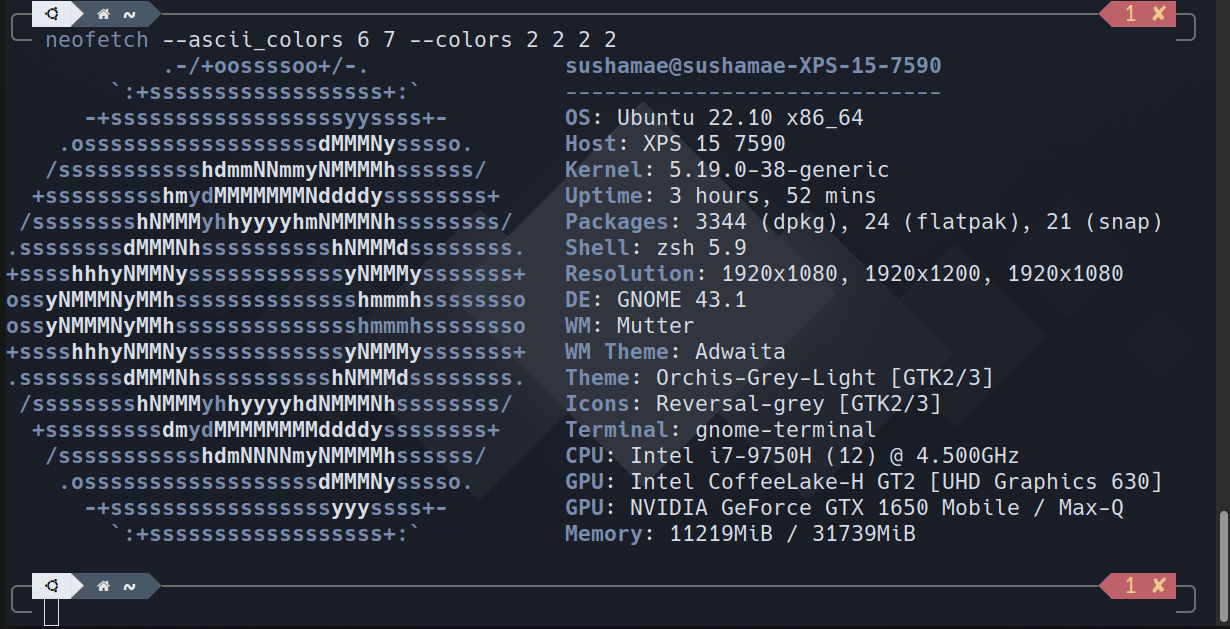 ~ 1 ✘
neofetch --ascii_colors 6 7 --colors 2 2 2 2
.-/+oossssoo+/-. sushamae@sushamae-XPS-15-7590
`:+ssssssssssssssssss+:` -----------------------------
-+ssssssssssssssssssyyssss+- OS: Ubuntu 22.10 x86_64
.ossssssssssssssssssdMMMNysssso. Host: XPS 15 7590
/ssssssssssshdmmNNmmyNMMMMhssssss/ Kernel: 5.19.0-38-generic
+ssssssssshmydMMMMMMMNddddyssssssss+ Uptime: 3 hours, 52 mins
/sssssssshNMMMyhhyyyyhmNMMMNhssssssss/ Packages: 3344 (dpkg), 24 (flatpak), 21 (snap)
.ssssssssdMMMNhsssssssssshNMMMdssssssss. Shell: zsh 5.9
+sssshhhyNMMNyssssssssssssyNMMMysssssss+ Resolution: 1920x1080, 1920x1200, 1920x1080
ossyNMMMNyMMhsssssssssssssshmmmhssssssso DE: GNOME 43.1
ossyNMMMNyMMhsssssssssssssshmmmhssssssso WM: Mutter
+sssshhhyNMMNyssssssssssssyNMMMysssssss+ WM Theme: Adwaita
.ssssssssdMMMNhsssssssssshNMMMdssssssss. Theme: Orchis-Grey-Light [GTK2/3]
/sssssssshNMMMyhhyyyyhdNMMMNhssssssss/ Icons: Reversal-grey [GTK2/3]
+sssssssssdmydMMMMMMMMddddyssssssss+ Terminal: gnome-terminal
/ssssssssssshdmNNNNmyNMMMMhssssss/ CPU: Intel i7-9750H (12) @ 4.500GHz
.ossssssssssssssssssdMMMNysssso. GPU: Intel CoffeeLake-H GT2 [UHD Graphics 630]
-+sssssssssssssssssyyyssss+- GPU: NVIDIA GeForce GTX 1650 Mobile / Max-Q
`:+ssssssssssssssssss+:` Memory: 11219MiB / 31739MiB
~ 1 ✘